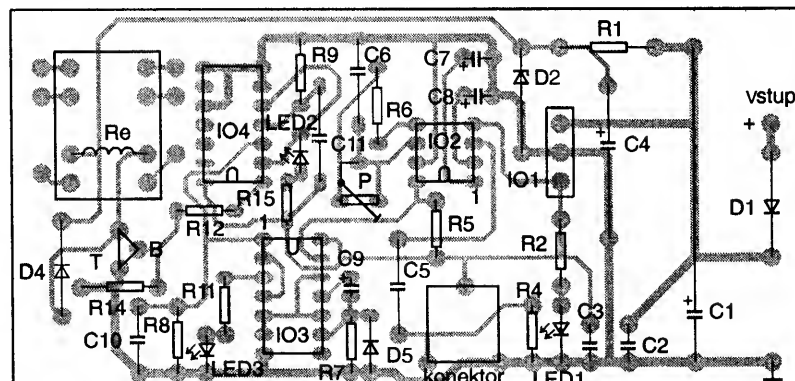 R9
C6
C7
R1
D2
vstup
+
Re
IO4
LED2
R6
C8
C11
IO2
IO1
+
C4
P
R15
R12
1
1
R5
R2
D1
T
B
D4
R14
C9
C5
R11
R8
C10
IO3
R4
C3
C2
+
C1
D5
LED3
R7
konektor
LED1